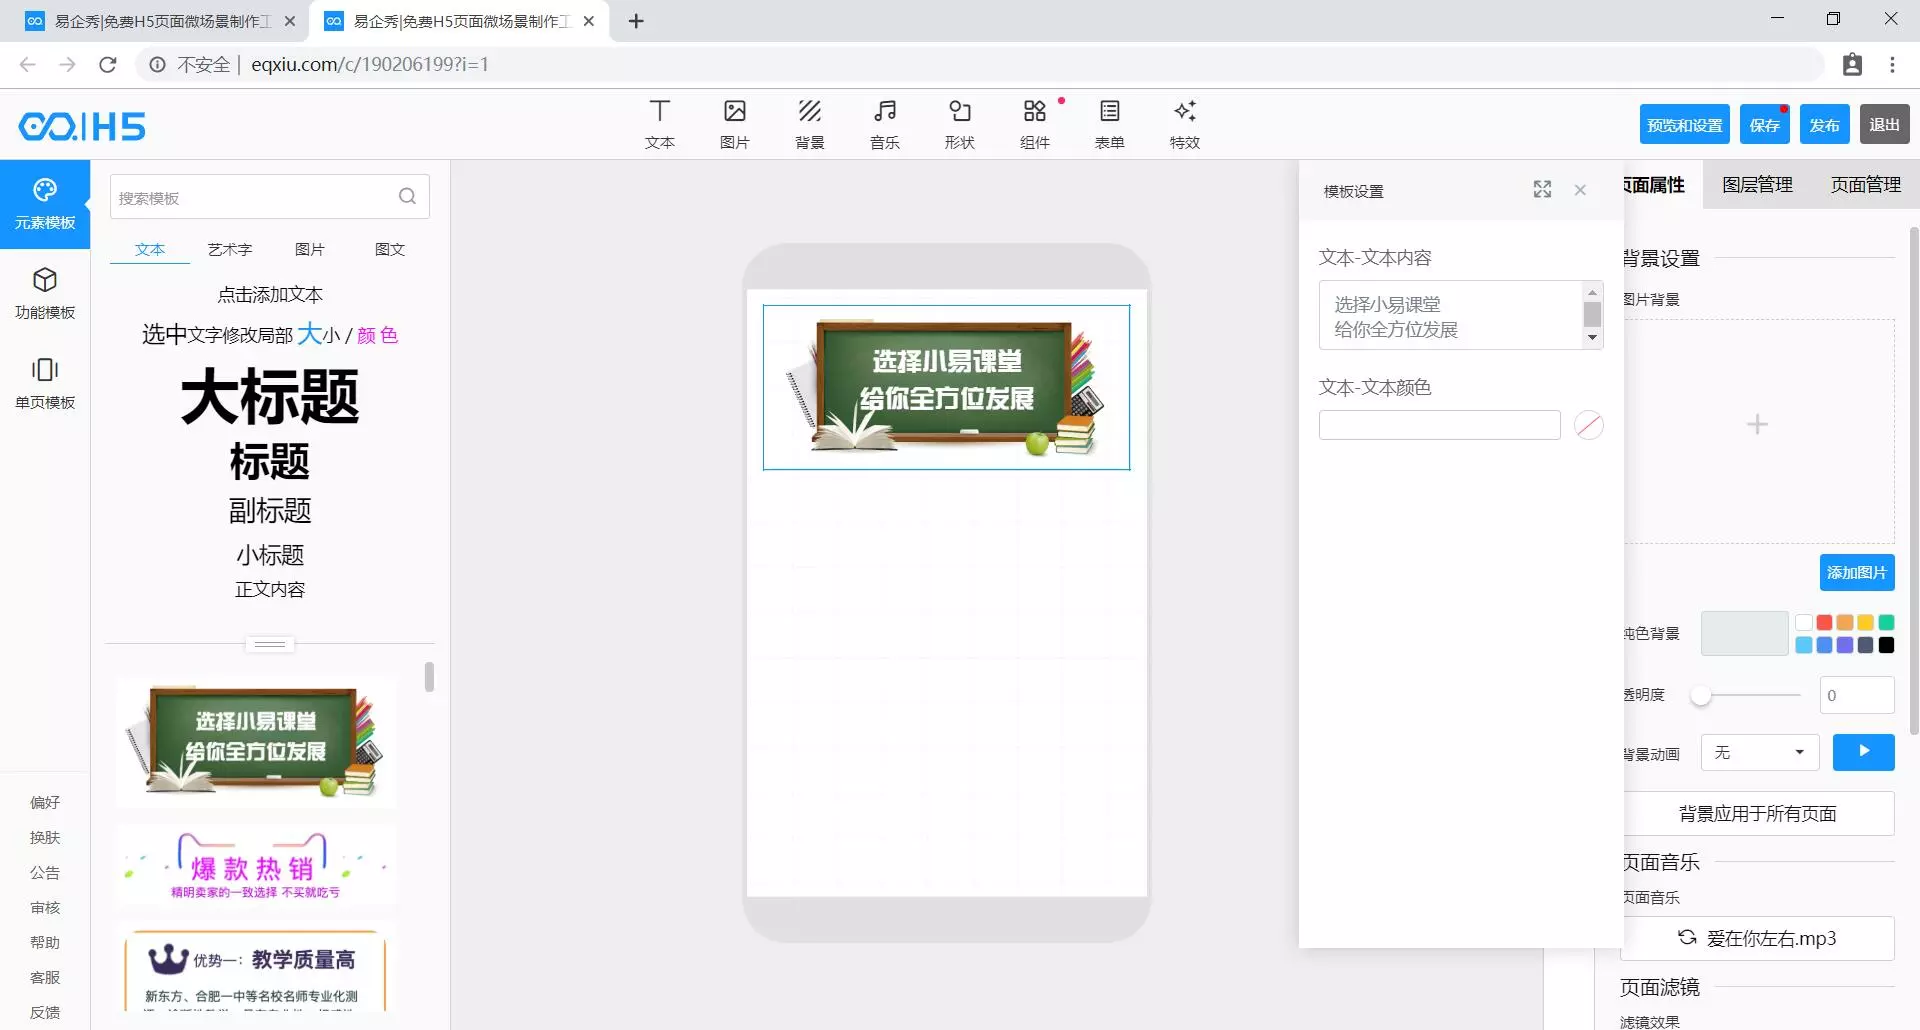 易企秀|免费H5页面微场景制作工
易企秀|免费H5页面微场景制作工
不安全 | eqxiu.com/c/190206199?i=1
H5
文本
图片
背景
音乐
形状
组件
表单
特效
预览和设置
保存
发布
退出
元素模板
功能模板
单页模板
偏好
换肤
公告
审核
帮助
客服
反馈
搜索模板
文本
艺术字
图片
图文
点击添加文本
选中文字修改局部 大小 / 颜 色
大标题
标题
副标题
小标题
正文内容
选择小易课堂
给你全方位发展
爆款热销
精明卖家的一致选择 不买就吃亏
优势一：教学质量高
新东方、合肥一中等名校名师专业化测
选择小易课堂
给你全方位发展
模板设置
文本-文本内容
选择小易课堂
给你全方位发展
文本-文本颜色
页面属性
图层管理
页面管理
背景设置
图片背景
添加图片
纯色背景
透明度
0
背景动画
无
背景应用于所有页面
页面音乐
页面音乐
爱在你左右.mp3
页面滤镜
滤镜效果